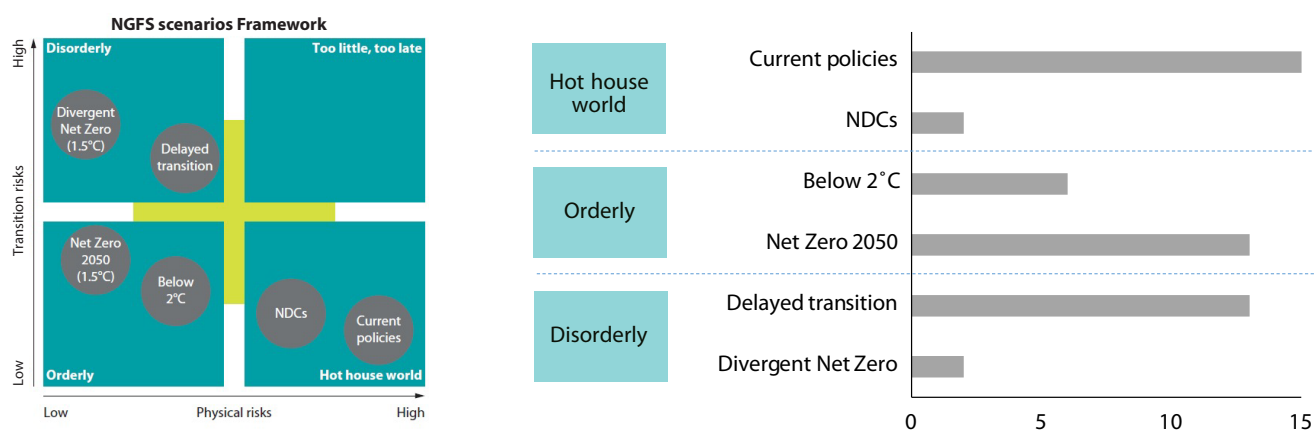 NGFS scenarios Framework
High
Transition risks
Low
Disorderly
Too little, too late
Divergent
Net Zero
(1.5°C)
Delayed
transition
Net Zero
2050
(1.5°C)
Below
2°C
NDCs
Current
policies
Orderly
Hot house world
Low
Physical risks
High
Hot house
world
Current policies
NDCs
Orderly
Below 2˚C
Net Zero 2050
Disorderly
Delayed transition
Divergent Net Zero
0
5
10
15